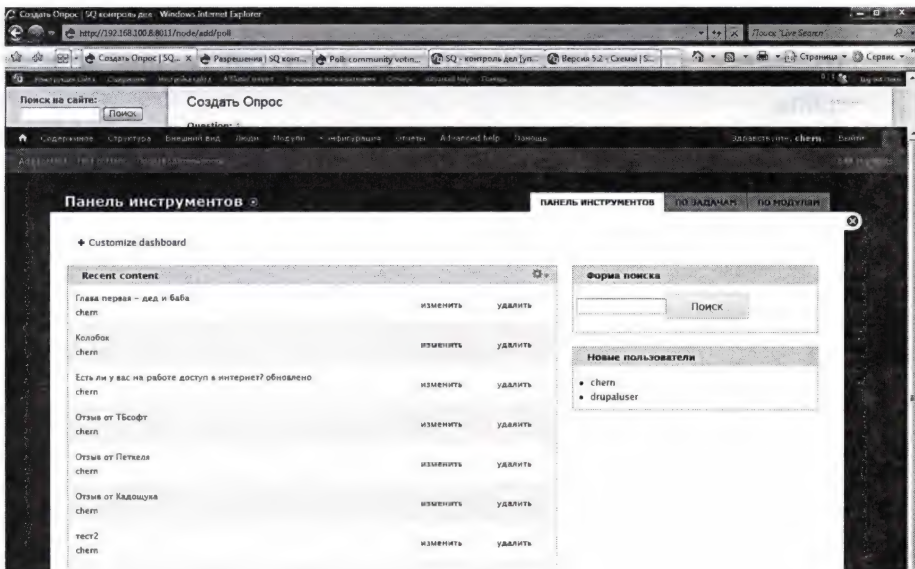 Создать Опрос | SQ контроль дел - Windows Internet Explorer
http://192.168.100.8:8011/node/add/poll
Поиск "Live Search"
Создать Опрос | SQ... x
Разрешения | SQ конт...
Poll: community votin...
SQ - контроль дел [уп...
Версия 5.2 - Схемы | S...
Страница
Сервис
Поиск на сайте:
Поиск
Создать Опрос
Question:
Содержимое Структура Внешний вид Люди Модули Конфигурация Отчеты Advanced help Помощь
Здравствуйте, chern. Выйти
Панель инструментов
ПАНЕЛЬ ИНСТРУМЕНТОВ
ПО ЗАДАЧАМ
ПО МОДУЛЯМ
+ Customize dashboard
Recent content
Глава первая – дед и баба
chern
изменить удалить
Колобок
chern
изменить удалить
Есть ли у вас на работе доступ в интернет? обновлено
chern
изменить удалить
Отзыв от ТБсофт
chern
изменить удалить
Отзыв от Петкеля
chern
изменить удалить
Отзыв от Кадощука
chern
изменить удалить
тест2
chern
изменить удалить
Форма поиска
Поиск
Новые пользователи
• chern
• drupaluser